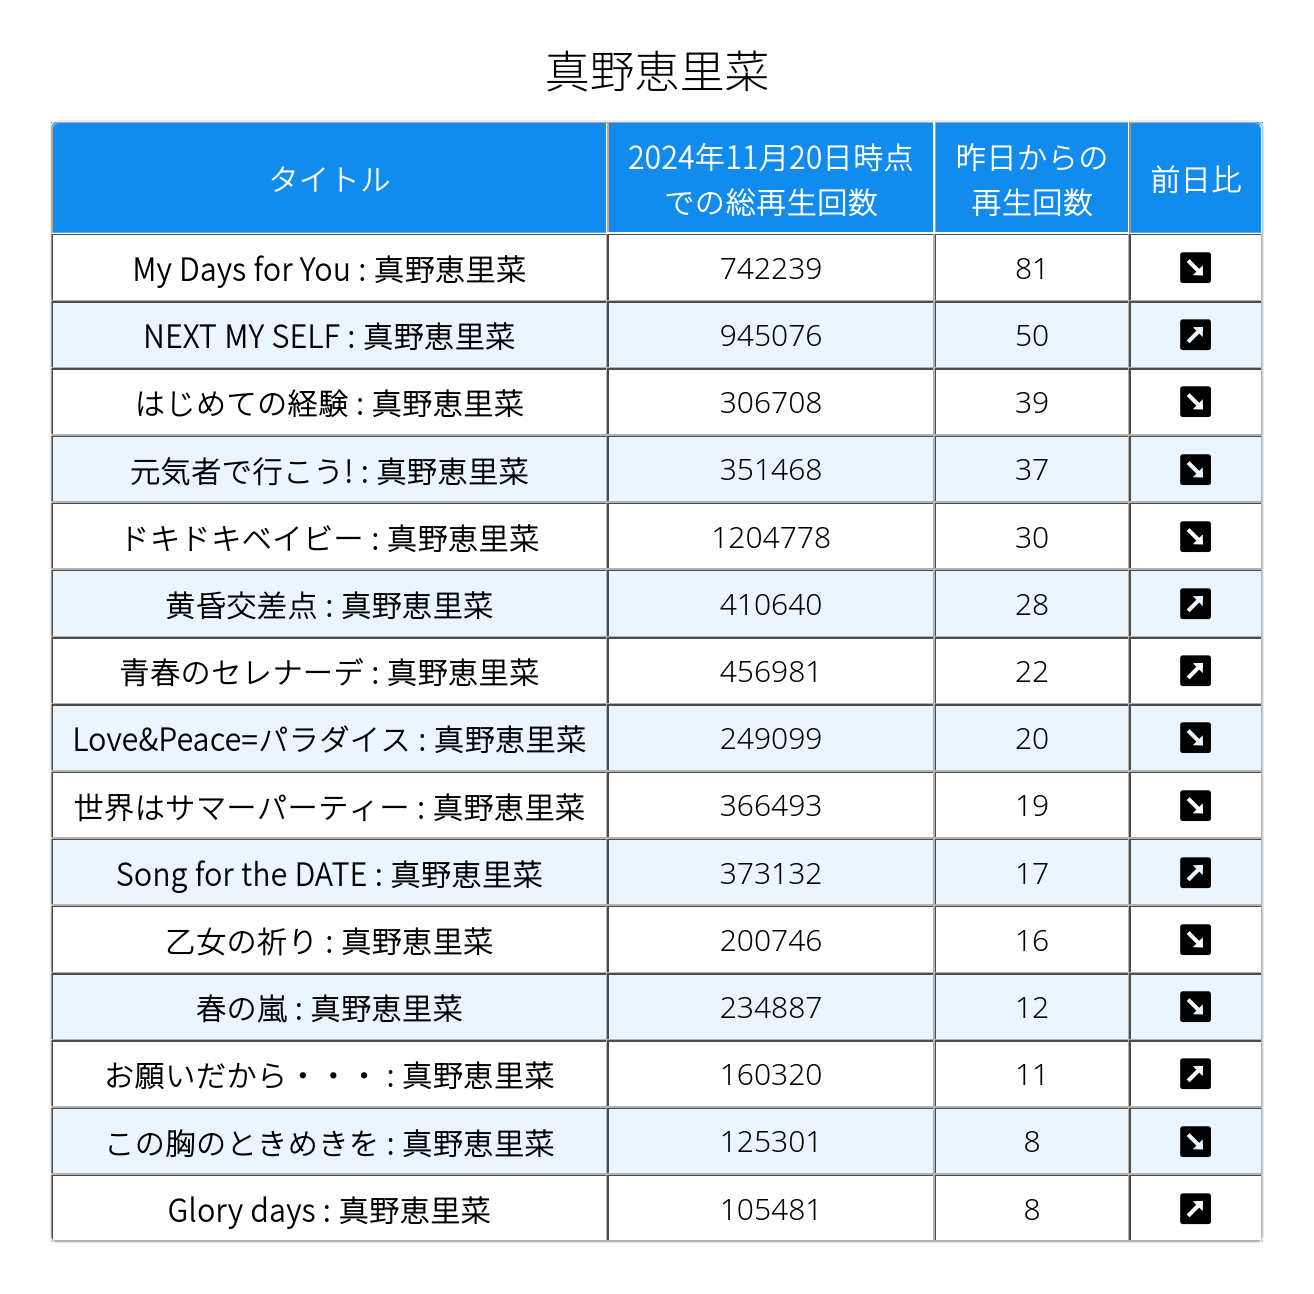 真野恵里菜
タイトル 2024年11月20日時点での総再生回数 昨日からの再生回数 前日比
My Days for You : 真野恵里菜 742239 81 ↘
NEXT MY SELF : 真野恵里菜 945076 50 ↗
はじめての経験 : 真野恵里菜 306708 39 ↘
元気者で行こう! : 真野恵里菜 351468 37 ↘
ドキドキベイビー : 真野恵里菜 1204778 30 ↘
黄昏交差点 : 真野恵里菜 410640 28 ↗
青春のセレナーデ : 真野恵里菜 456981 22 ↗
Love&Peace=パラダイス : 真野恵里菜 249099 20 ↘
世界はサマーパーティー : 真野恵里菜 366493 19 ↘
Song for the DATE : 真野恵里菜 373132 17 ↗
乙女の祈り : 真野恵里菜 200746 16 ↘
春の嵐 : 真野恵里菜 234887 12 ↘
お願いだから・・・ : 真野恵里菜 160320 11 ↗
この胸のときめきを : 真野恵里菜 125301 8 ↘
Glory days : 真野恵里菜 105481 8 ↗